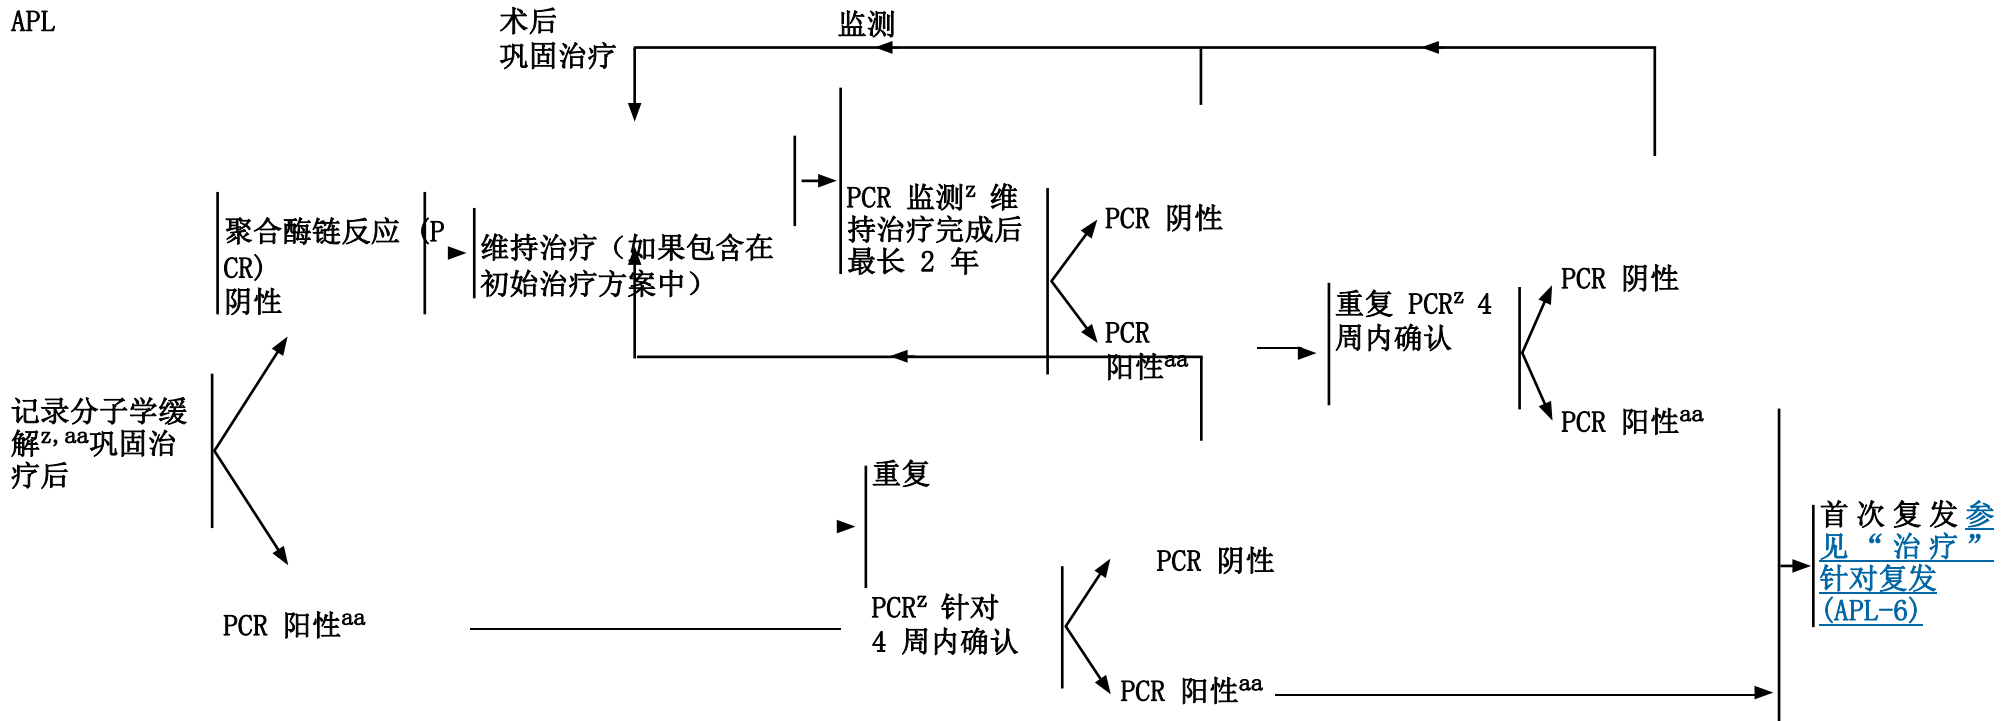 APL
术后
巩固治疗
监测
聚合酶链反应 (P
CR)
阴性
维持治疗（如果包含在
初始治疗方案中）
PCR 监测z 维
持治疗完成后
最长 2 年
PCR 阴性
PCR
阳性aa
重复 PCRz 4
周内确认
PCR 阴性
PCR 阳性aa
记录分子学缓
解z,aa巩固治
疗后
PCR 阳性aa
重复
PCRz 针对
4 周内确认
PCR 阴性
PCR 阳性aa
首次复发参
见“治疗”
针对复发
(APL-6)